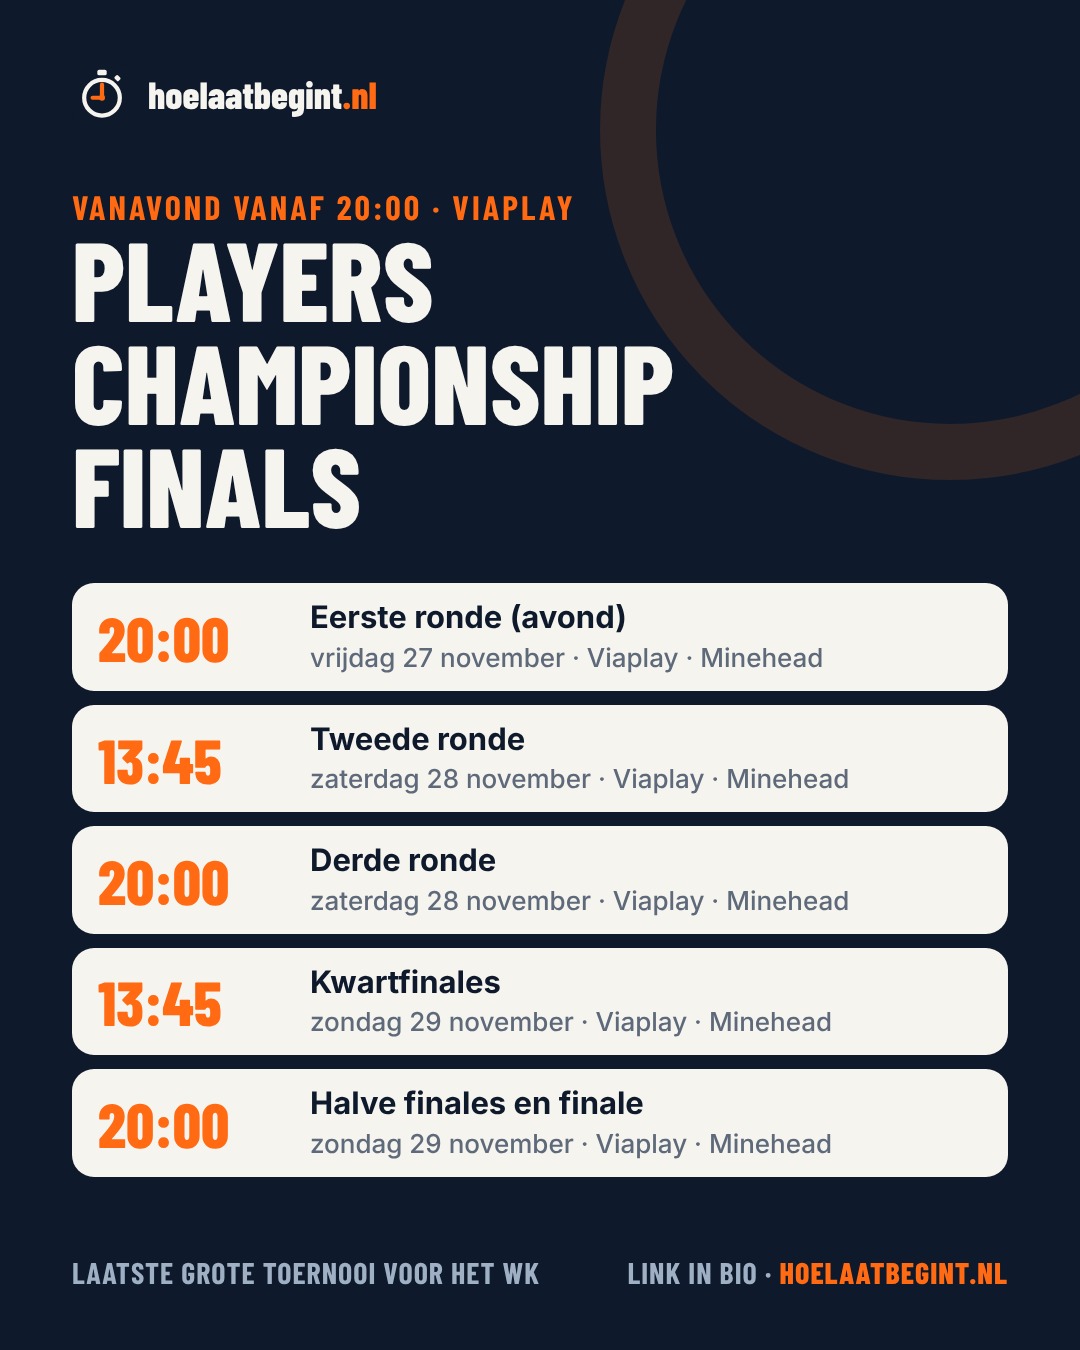 hoelaatbegint.nl
VANAVOND VANAF 20:00 · VIAPLAY
PLAYERS
CHAMPIONSHIP
FINALS
20:00
Eerste ronde (avond)
vrijdag 27 november · Viaplay · Minehead
13:45
Tweede ronde
zaterdag 28 november · Viaplay · Minehead
20:00
Derde ronde
zaterdag 28 november · Viaplay · Minehead
13:45
Kwartfinales
zondag 29 november · Viaplay · Minehead
20:00
Halve finales en finale
zondag 29 november · Viaplay · Minehead
LAATSTE GROTE TOERNOOI VOOR HET WK
LINK IN BIO · HOELAATBEGINT.NL